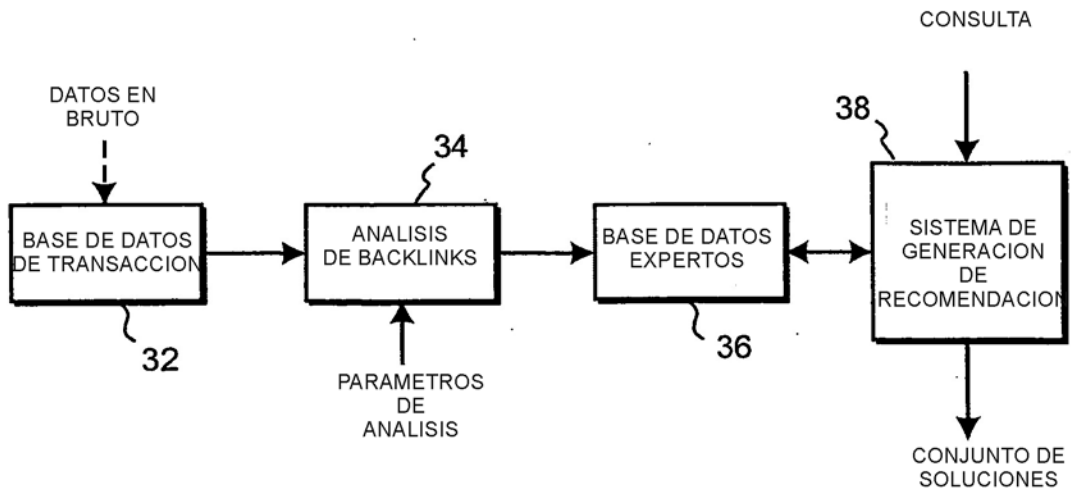 CONSULTA
DATOS EN
BRUTO
38
34
BASE DE DATOS
DE TRANSACCION
ANALISIS
DE BACKLINKS
BASE DE DATOS
EXPERTOS
SISTEMA DE
GENERACION
DE
RECOMENDACION
32
36
PARAMETROS
DE
ANALISIS
CONJUNTO DE
SOLUCIONES